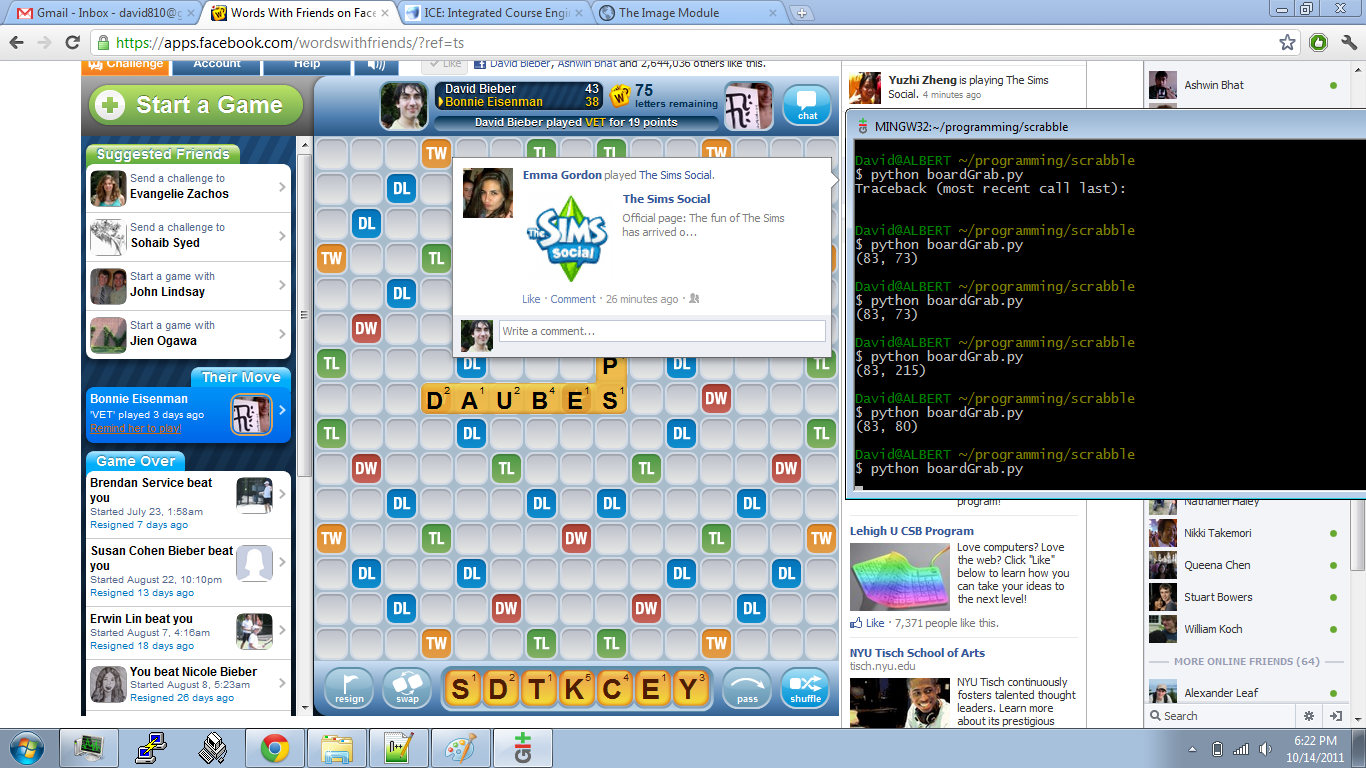 Gmail - Inbox - david810@g
Words With Friends on Face
ICE: Integrated Course Engi
The Image Module
https://apps.facebook.com/wordswithfriends/?ref=ts
Challenge
Account
Help
Like
David Bieber, Ashwin Bhat and 2,644,036 others like this.
Start a Game
David Bieber 43
Bonnie Eisenman 38
75
letters remaining
David Bieber played VET for 19 points
chat
Suggested Friends
Send a challenge to
Evangelie Zachos
Send a challenge to
Sohaib Syed
Start a game with
John Lindsay
Start a game with
Jien Ogawa
Their Move
Bonnie Eisenman
'VET' played 3 days ago
Remind her to play!
Game Over
Brendan Service beat
you
Started July 23, 1:58am
Resigned 7 days ago
Susan Cohen Bieber beat
you
Started August 22, 10:10pm
Resigned 13 days ago
Erwin Lin beat you
Started August 7, 4:16am
Resigned 18 days ago
You beat Nicole Bieber
Started August 8, 5:23am
Resigned 26 days ago
TW TL TL TW
DL
DL
TW TL
DL
DW
Emma Gordon played The Sims Social.
The Sims
social
The Sims Social
Official page: The fun of The Sims
has arrived o...
Like · Comment · 26 minutes ago ·
Write a comment...
TL DL P DL TL
D2 A1 U2 B4 E1 S1 DW
TL DL DL TL
DW TL TL DW
DL DL DL DL
TW TL DW TL TW
DL DL DL DL
DL DW DW DL
TW TL TL TW
resign
swap
S1 D2 T1 K5 C4 E1 Y3
pass
shuffle
Yuzhi Zheng is playing The Sims
Social. 4 minutes ago
Ashwin Bhat
MINGW32:~/programming/scrabble
David@ALBERT ~/programming/scrabble
$ python boardGrab.py
Traceback (most recent call last):
David@ALBERT ~/programming/scrabble
$ python boardGrab.py
(83, 73)
David@ALBERT ~/programming/scrabble
$ python boardGrab.py
(83, 73)
David@ALBERT ~/programming/scrabble
$ python boardGrab.py
(83, 215)
David@ALBERT ~/programming/scrabble
$ python boardGrab.py
(83, 80)
David@ALBERT ~/programming/scrabble
$ python boardGrab.py
program!
Lehigh U CSB Program
Love computers? Love
the web? Click "Like"
below to learn how you
can take your ideas to
the next level!
Like · 7,371 people like this.
NYU Tisch School of Arts
tisch.nyu.edu
NYU Tisch continuously
fosters talented thought
leaders. Learn more
about its prestigious
Nathaniel Haley
Nikki Takemori
Queena Chen
Stuart Bowers
William Koch
MORE ONLINE FRIENDS (64)
Alexander Leaf
Search
6:22 PM
10/14/2011